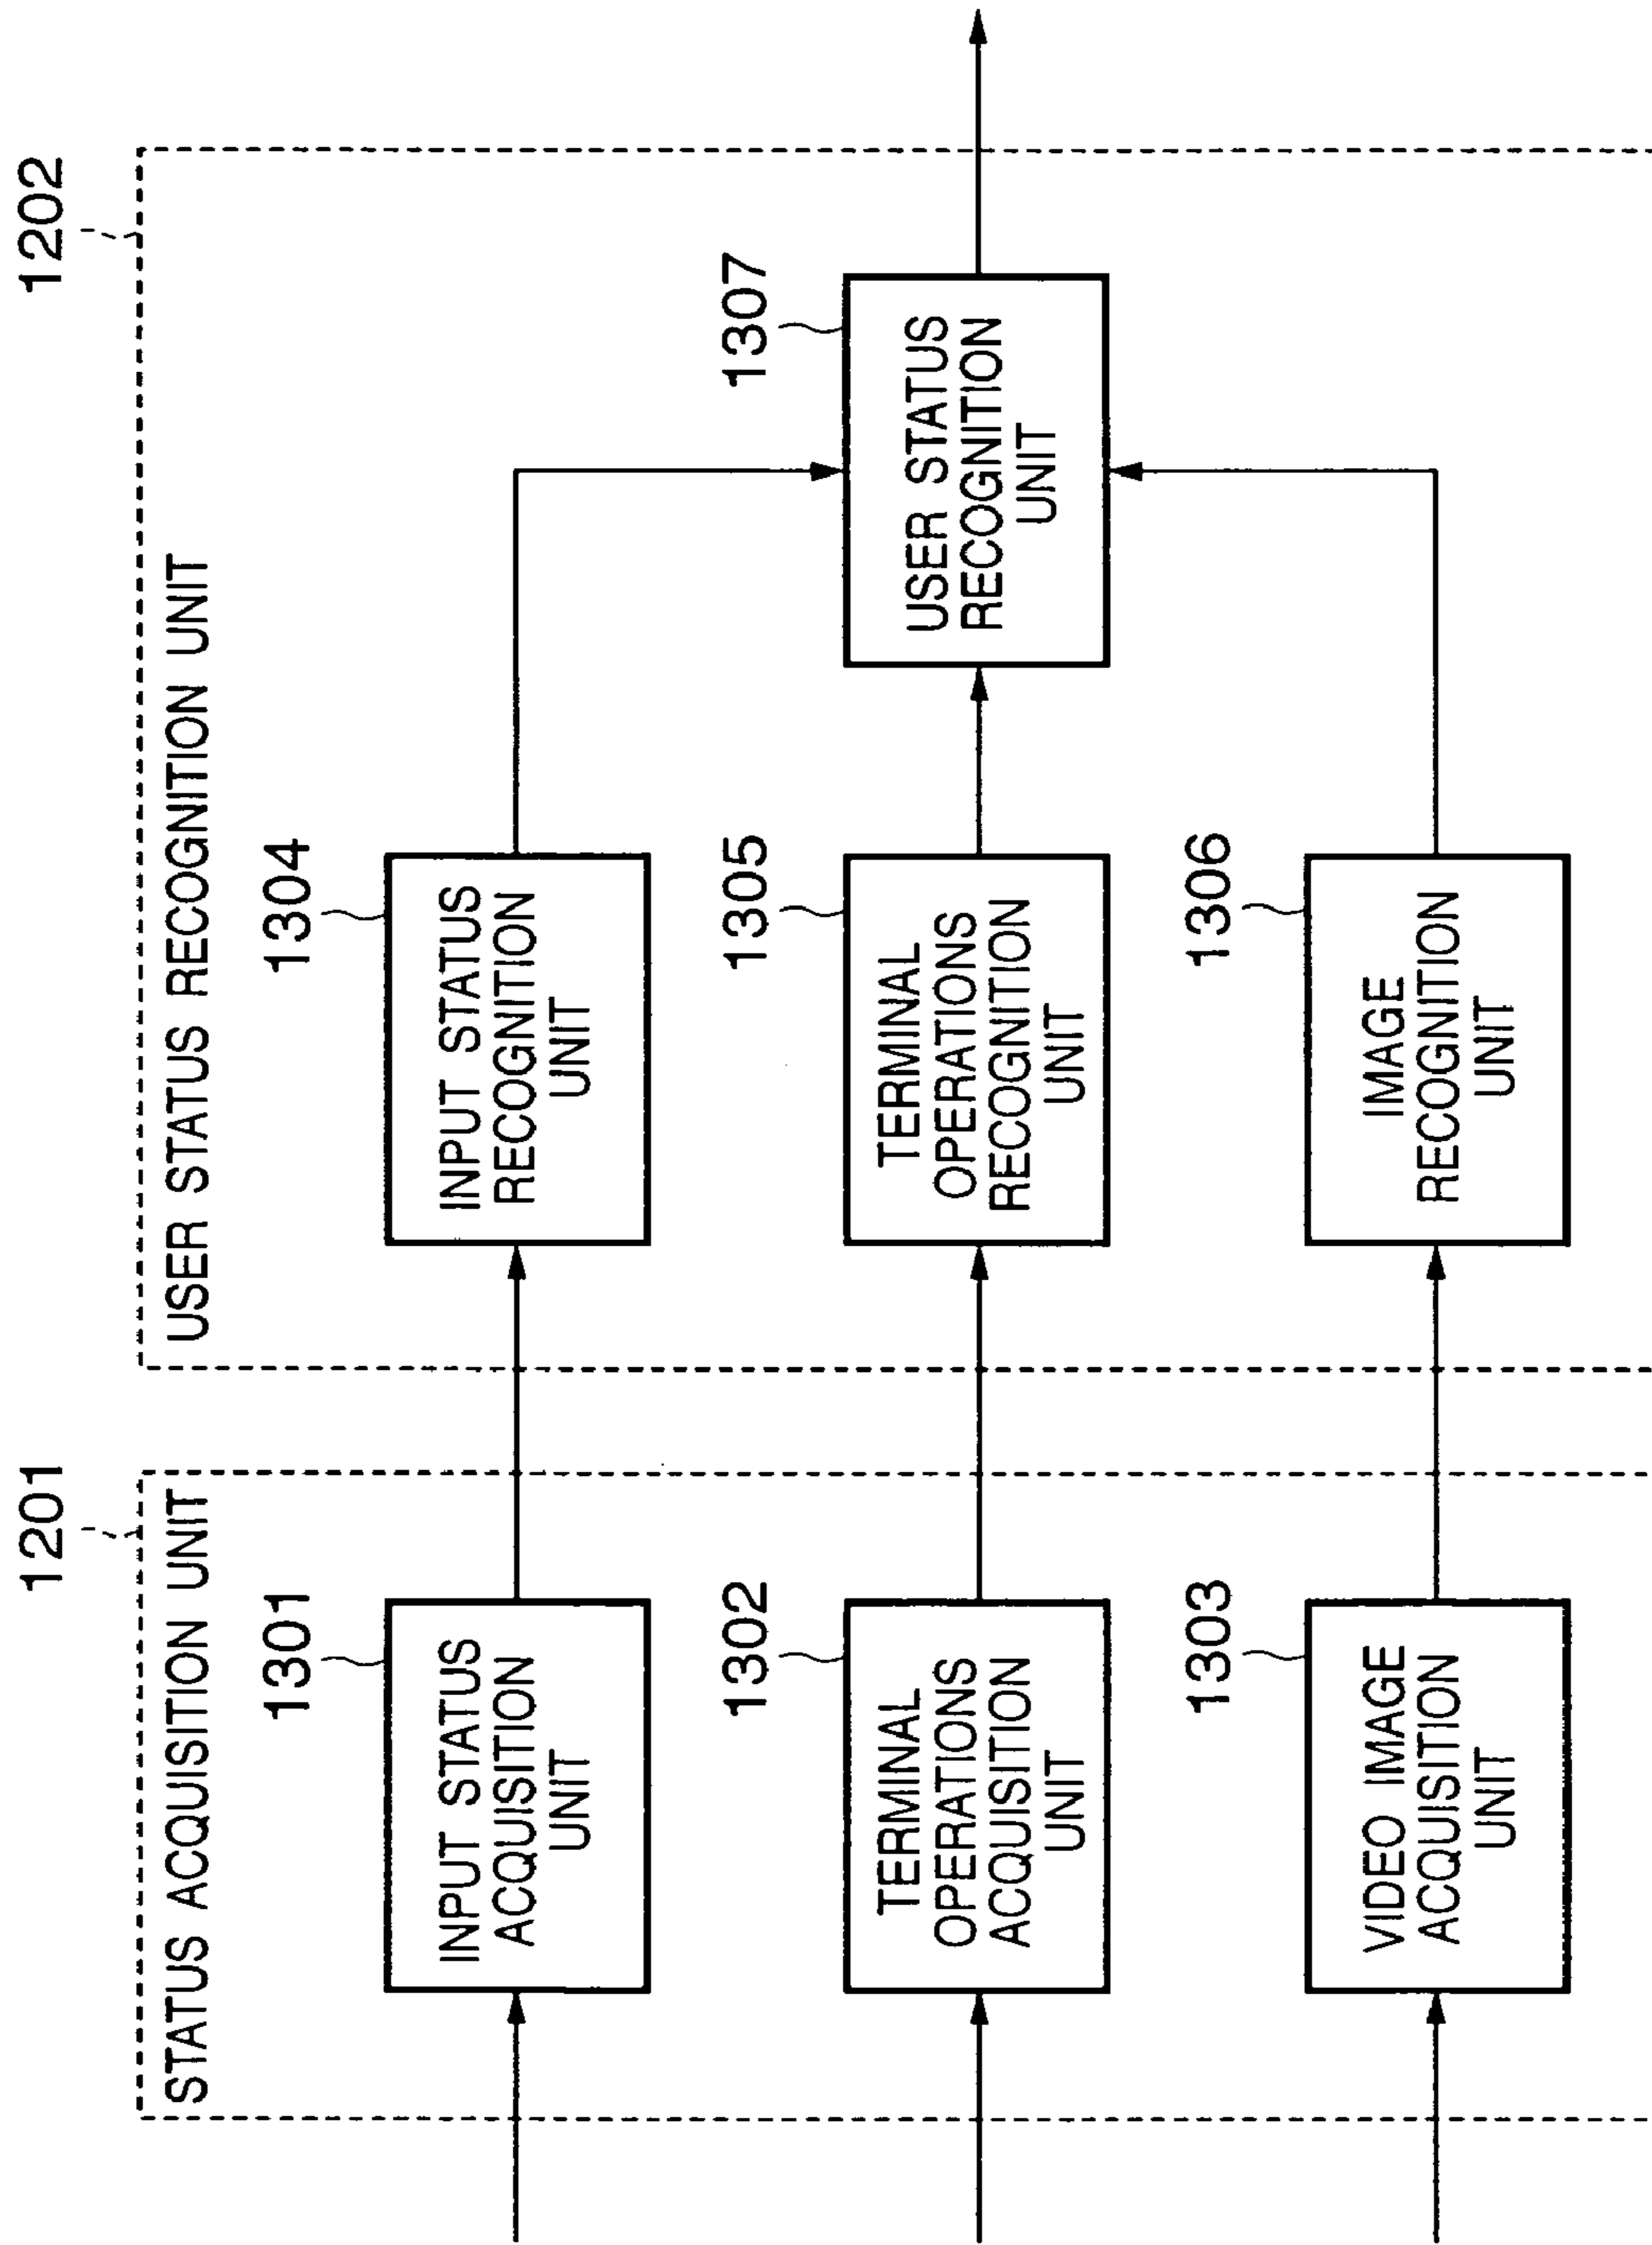 1201
1202
STATUS ACQUISITION UNIT
USER STATUS RECOGNITION UNIT
1301
INPUT STATUS
ACQUISITION
UNIT
1304
INPUT STATUS
RECOGNITION
UNIT
1302
TERMINAL
OPERATIONS
ACQUISITION
UNIT
1305
TERMINAL
OPERATIONS
RECOGNITION
UNIT
1307
USER STATUS
RECOGNITION
UNIT
1303
VIDEO IMAGE
ACQUISITION
UNIT
1306
IMAGE
RECOGNITION
UNIT